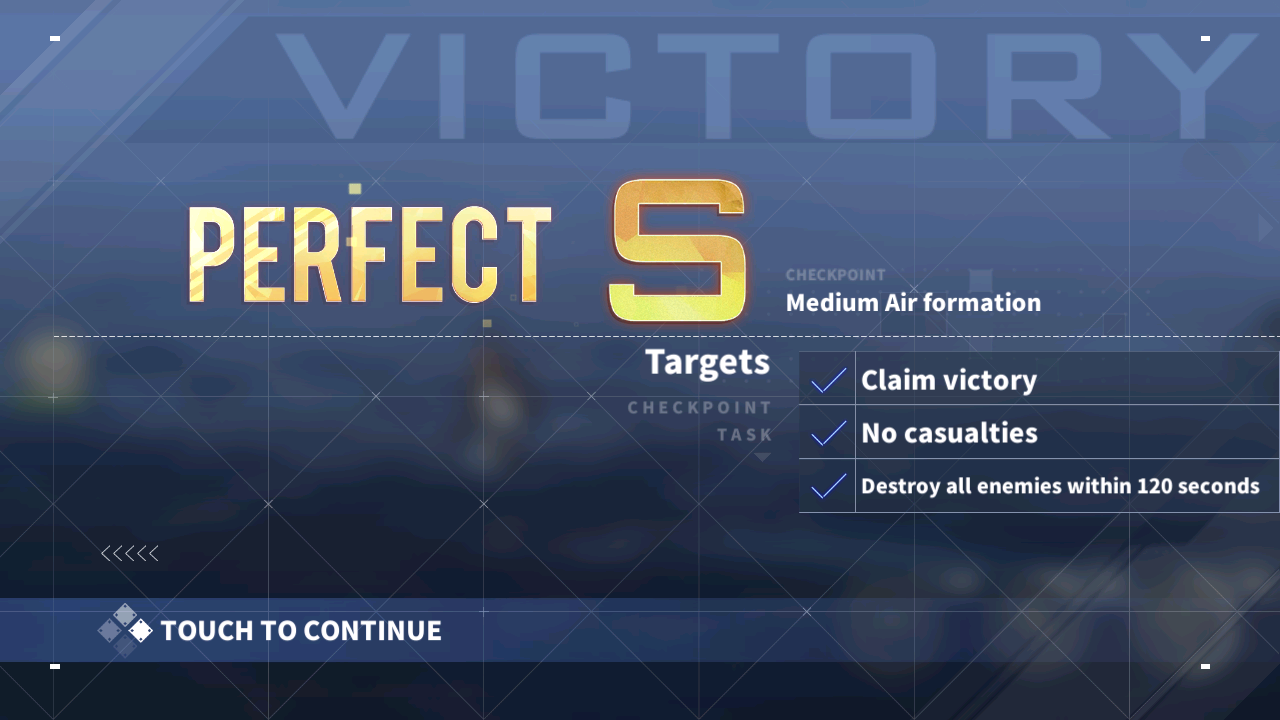 VICTORY
PERFECT S
CHECKPOINT
Medium Air formation
Targets
CHECKPOINT
TASK
Claim victory
No casualties
Destroy all enemies within 120 seconds
TOUCH TO CONTINUE